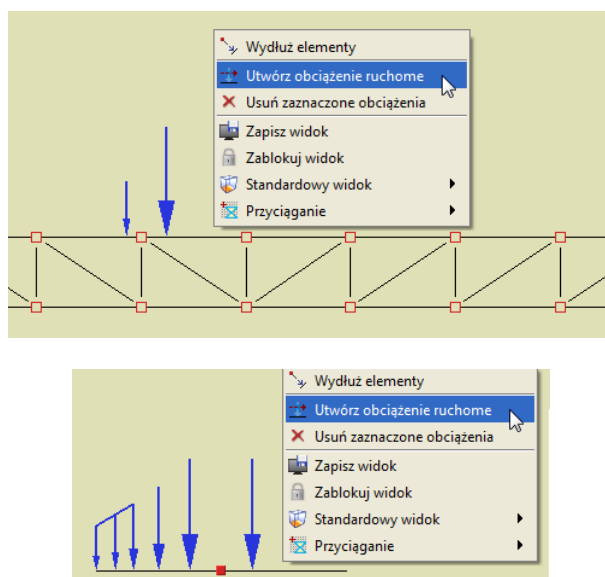 Wydłuż elementy
Utwórz obciążenie ruchome
Usuń zaznaczone obciążenia
Zapisz widok
Zablokuj widok
Standardowy widok
Przyciąganie
Wydłuż elementy
Utwórz obciążenie ruchome
Usuń zaznaczone obciążenia
Zapisz widok
Zablokuj widok
Standardowy widok
Przyciąganie